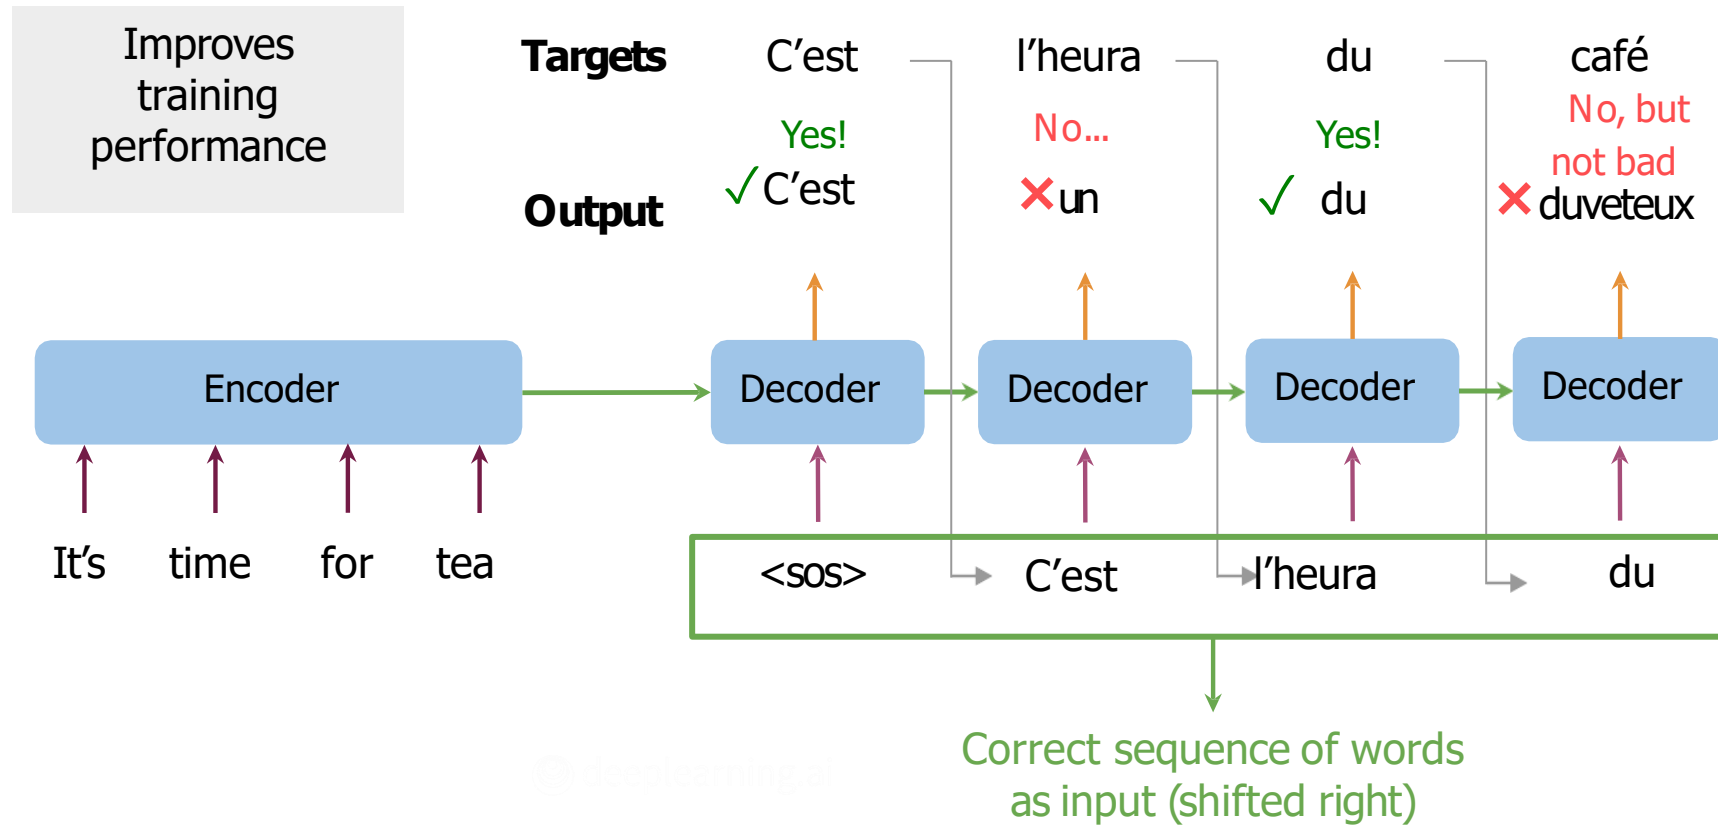 Improves
training
performance
Targets C'est l'heura du café
Yes! No... Yes! No, but
not bad
Output ✓C'est ×un ✓ du × duveteux
Encoder Decoder Decoder Decoder Decoder
It's time for tea <sos> C'est l'heura du
Correct sequence of words
as input (shifted right)
deeplearning.ai